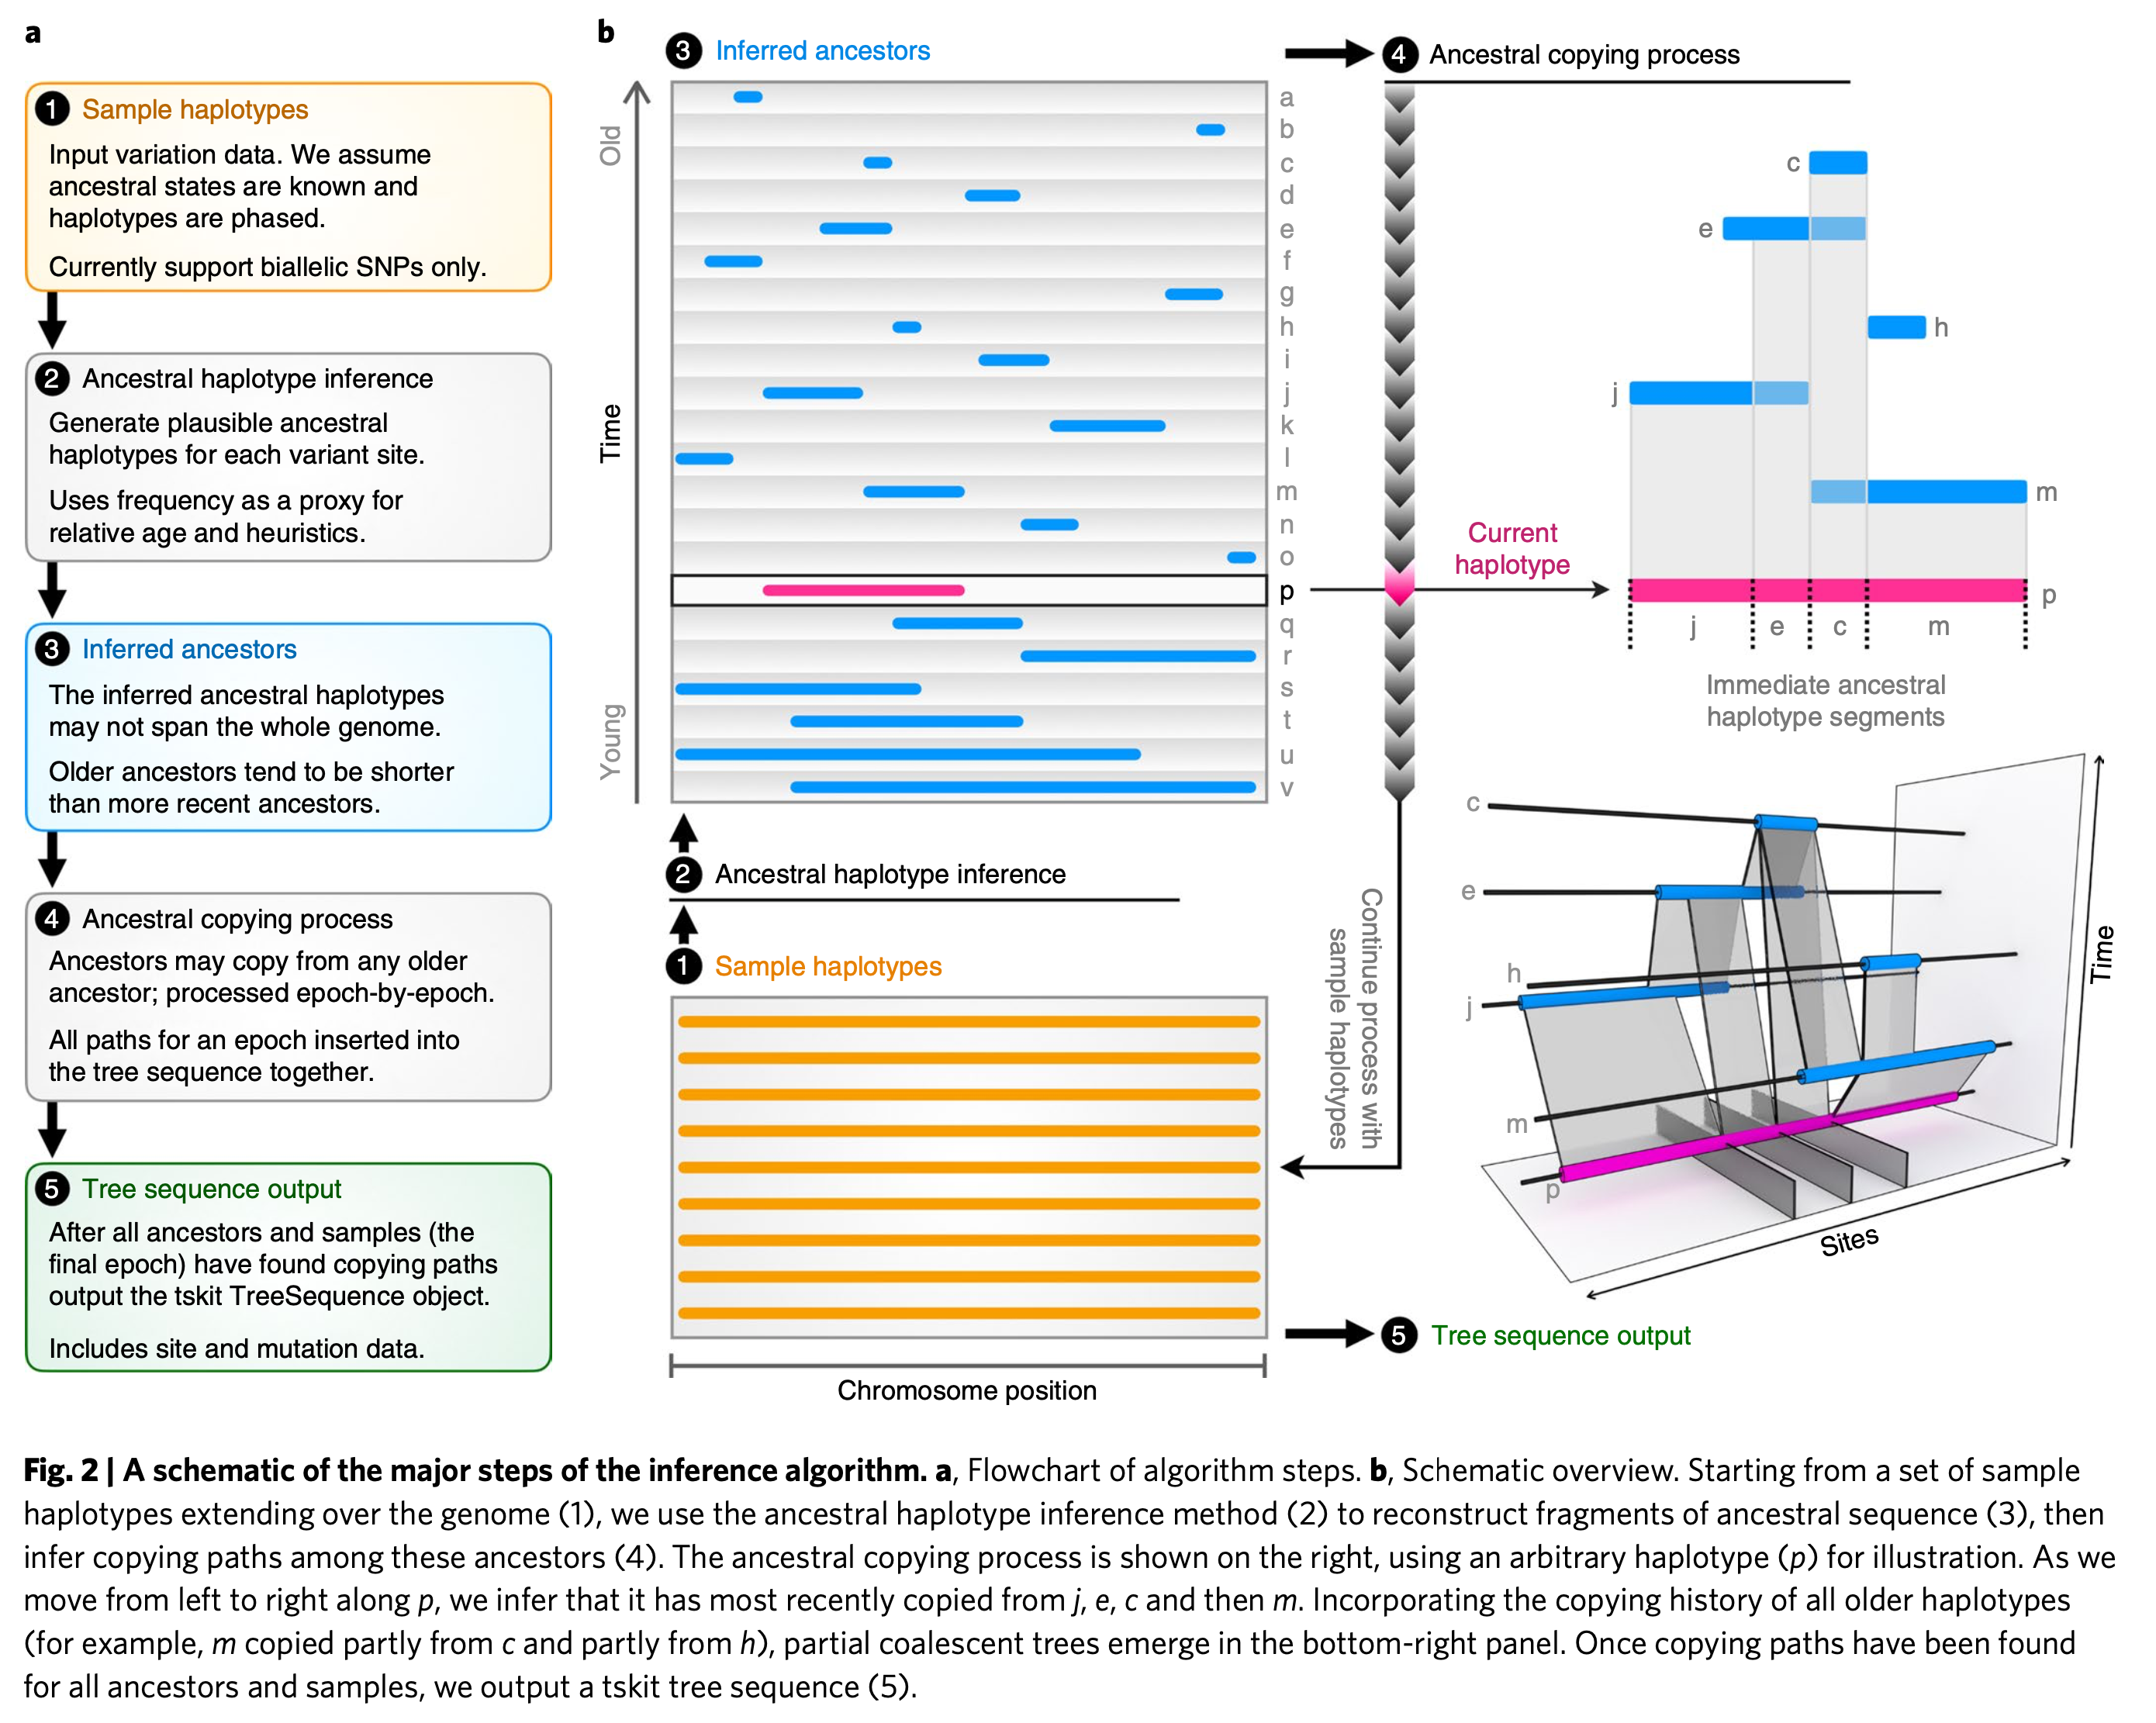 a
1 Sample haplotypes
Input variation data. We assume
ancestral states are known and
haplotypes are phased.
Currently support biallelic SNPs only.
2 Ancestral haplotype inference
Generate plausible ancestral
haplotypes for each variant site.
Uses frequency as a proxy for
relative age and heuristics.
3 Inferred ancestors
The inferred ancestral haplotypes
may not span the whole genome.
Older ancestors tend to be shorter
than more recent ancestors.
4 Ancestral copying process
Ancestors may copy from any older
ancestor; processed epoch-by-epoch.
All paths for an epoch inserted into
the tree sequence together.
5 Tree sequence output
After all ancestors and samples (the
final epoch) have found copying paths
output the tskit TreeSequence object.
Includes site and mutation data.
b
3 Inferred ancestors
Old
Time
Young
a
b
c
d
e
f
g
h
i
j
k
l
m
n
o
p
q
r
s
t
u
v
2 Ancestral haplotype inference
1 Sample haplotypes
Chromosome position
4 Ancestral copying process
Current
haplotype
c
e
h
j
m
p
j e c m
Immediate ancestral
haplotype segments
Continue process with
sample haplotypes
c
e
h
j
m
p
Time
Sites
5 Tree sequence output
Fig. 2 | A schematic of the major steps of the inference algorithm. a, Flowchart of algorithm steps. b, Schematic overview. Starting from a set of sample
haplotypes extending over the genome (1), we use the ancestral haplotype inference method (2) to reconstruct fragments of ancestral sequence (3), then
infer copying paths among these ancestors (4). The ancestral copying process is shown on the right, using an arbitrary haplotype (p) for illustration. As we
move from left to right along p, we infer that it has most recently copied from j, e, c and then m. Incorporating the copying history of all older haplotypes
(for example, m copied partly from c and partly from h), partial coalescent trees emerge in the bottom-right panel. Once copying paths have been found
for all ancestors and samples, we output a tskit tree sequence (5).